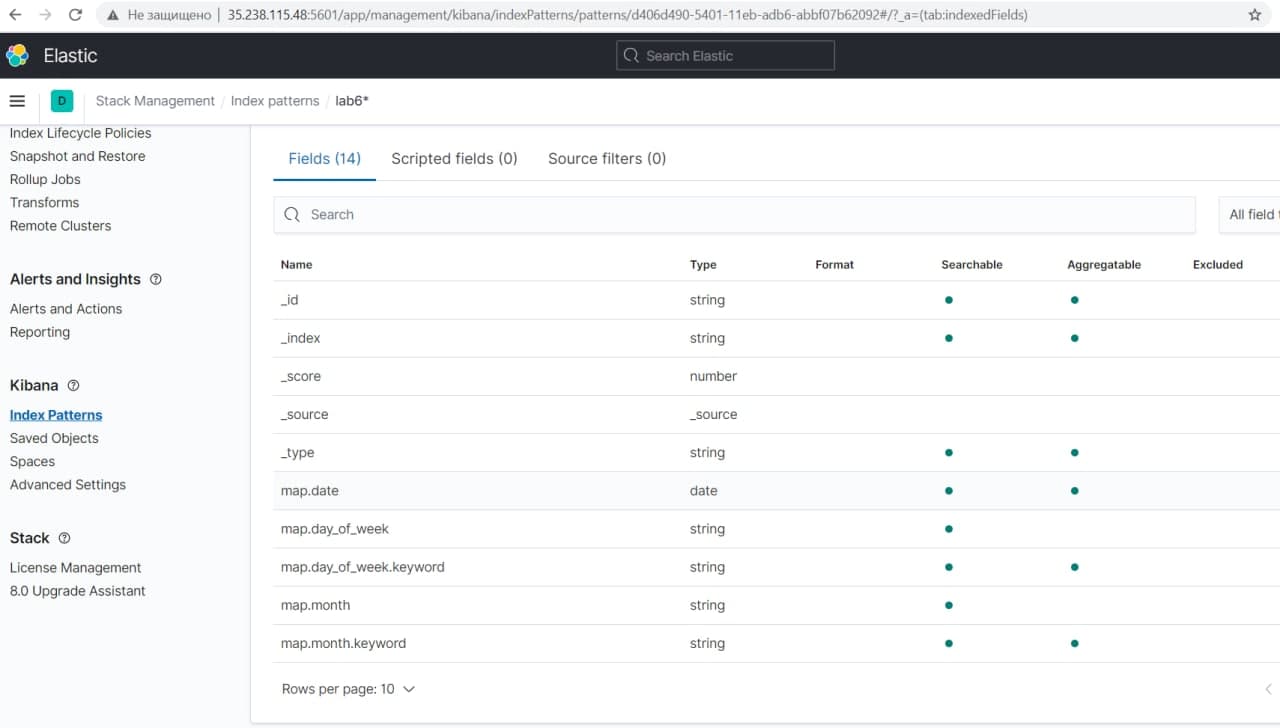 Не защищено | 35.238.115.48:5601/app/management/kibana/indexPatterns/patterns/d406d490-5401-11eb-adb6-abbf07b62092#/?_a=(tab:indexedFields)
Elastic
Search Elastic
D Stack Management / Index patterns / lab6*
Index Lifecycle Policies
Snapshot and Restore
Rollup Jobs
Transforms
Remote Clusters
Alerts and Insights
Alerts and Actions
Reporting
Kibana
Index Patterns
Saved Objects
Spaces
Advanced Settings
Stack
License Management
8.0 Upgrade Assistant
Fields (14) Scripted fields (0) Source filters (0)
Search
All field
Name Type Format Searchable Aggregatable Excluded
_id string
_index string
_score number
_source _source
_type string
map.date date
map.day_of_week string
map.day_of_week.keyword string
map.month string
map.month.keyword string
Rows per page: 10